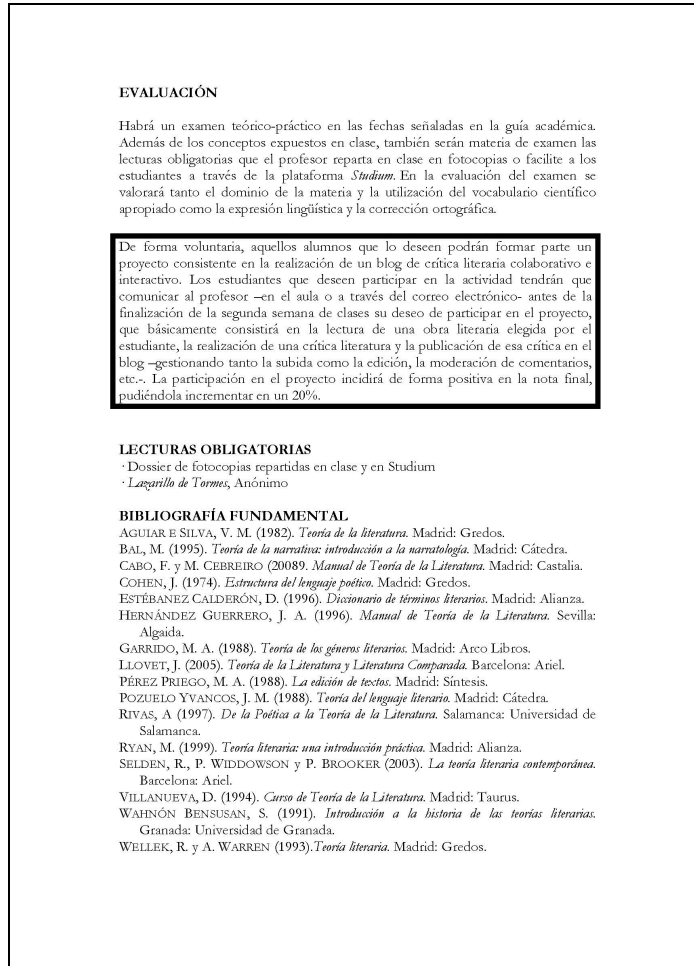 EVALUACIÓN
Habrá un examen teórico-práctico en las fechas señaladas en la guía académica.
Además de los conceptos expuestos en clase, también serán materia de examen las
lecturas obligatorias que el profesor reparta en clase en fotocopias o facilite a los
estudiantes a través de la plataforma Studium. En la evaluación del examen se
valorará tanto el dominio de la materia y la utilización del vocabulario científico
apropiado como la expresión lingüística y la corrección ortográfica.
De forma voluntaria, aquellos alumnos que lo deseen podrán formar parte un
proyecto consistente en la realización de un blog de crítica literaria colaborativo e
interactivo. Los estudiantes que deseen participar en la actividad tendrán que
comunicar al profesor –en el aula o a través del correo electrónico- antes de la
finalización de la segunda semana de clases su deseo de participar en el proyecto,
que básicamente consistirá en la lectura de una obra literaria elegida por el
estudiante, la realización de una crítica literatura y la publicación de esa crítica en el
blog –gestionando tanto la subida como la edición, la moderación de comentarios,
etc.-. La participación en el proyecto incidirá de forma positiva en la nota final,
pudiéndola incrementar en un 20%.
LECTURAS OBLIGATORIAS
· Dossier de fotocopias repartidas en clase y en Studium
· Lazarillo de Tormes, Anónimo
BIBLIOGRAFÍA FUNDAMENTAL
AGUIAR E SILVA, V. M. (1982). Teoría de la literatura. Madrid: Gredos.
BAL, M. (1995). Teoría de la narrativa: introducción a la narratología. Madrid: Cátedra.
CABO, F. y M. CEBREIRO (20089. Manual de Teoría de la Literatura. Madrid: Castalia.
COHEN, J. (1974). Estructura del lenguaje poético. Madrid: Gredos.
ESTÉBANEZ CALDERÓN, D. (1996). Diccionario de términos literarios. Madrid: Alianza.
HERNÁNDEZ GUERRERO, J. A. (1996). Manual de Teoría de la Literatura. Sevilla:
Algaida.
GARRIDO, M. A. (1988). Teoría de los géneros literarios. Madrid: Arco Libros.
LLOVET, J. (2005). Teoría de la Literatura y Literatura Comparada. Barcelona: Ariel.
PÉREZ PRIEGO, M. A. (1988). La edición de textos. Madrid: Síntesis.
POZUELO YVANCOS, J. M. (1988). Teoría del lenguaje literario. Madrid: Cátedra.
RIVAS, A (1997). De la Poética a la Teoría de la Literatura. Salamanca: Universidad de
Salamanca.
RYAN, M. (1999). Teoría literaria: una introducción práctica. Madrid: Alianza.
SELDEN, R., P. WIDDOWSON y P. BROOKER (2003). La teoría literaria contemporánea.
Barcelona: Ariel.
VILLANUEVA, D. (1994). Curso de Teoría de la Literatura. Madrid: Taurus.
WAHNÓN BENSUSAN, S. (1991). Introducción a la historia de las teorías literarias.
Granada: Universidad de Granada.
WELLEK, R. y A. WARREN (1993).Teoría literaria. Madrid: Gredos.